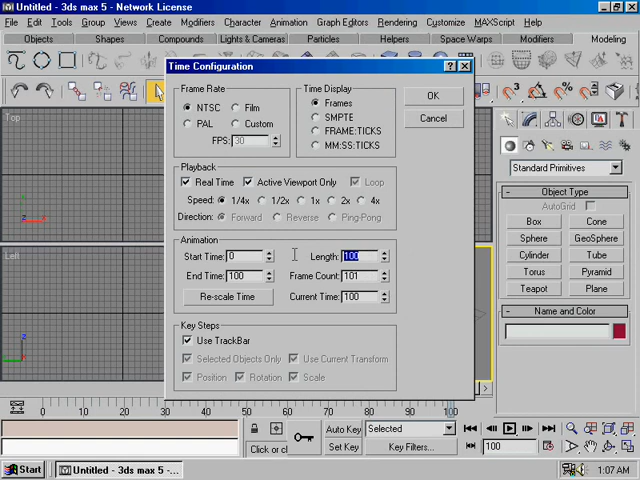 Untitled - 3ds max 5 - Network License
File Edit Tools Group Views Create Modifiers Character Animation Graph Editors Rendering Customize MAXScript Help
Objects Shapes Compounds Lights & Cameras Particles Helpers Space Warps Modifiers Modeling
Time Configuration
Frame Rate
NTSC Film
PAL Custom
FPS: 30
Time Display
Frames
SMPTE
FRAME:TICKS
MM:SS:TICKS
OK
Cancel
Playback
Real Time Active Viewport Only Loop
Speed: 1/4x 1/2x 1x 2x 4x
Direction: Forward Reverse Ping-Pong
Animation
Start Time: 0 Length: 100
End Time: 100 Frame Count: 101
Re-scale Time Current Time: 100
Key Steps
Use TrackBar
Selected Objects Only Use Current Transform
Position Rotation Scale
Top
Left
Standard Primitives
Object Type
AutoGrid
Box Cone
Sphere GeoSphere
Cylinder Tube
Torus Pyramid
Teapot Plane
Name and Color
0 10 20 30 40 50 60 70 80 90 100
Auto Key Selected
Click or cl Set Key Key Filters... 100
Start Untitled - 3ds max 5 -... 1:07 AM